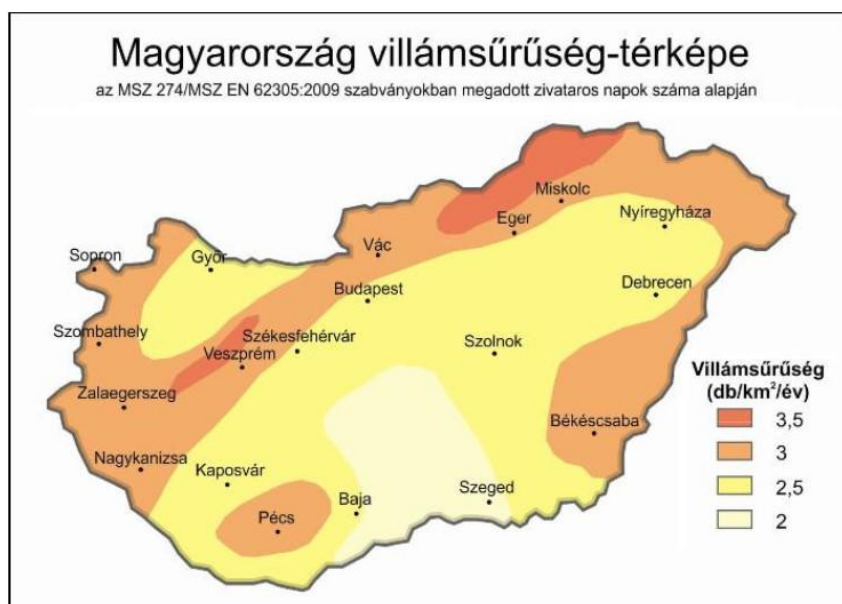 Magyarország villámsűrűség-térképe
az MSZ 274/MSZ EN 62305:2009 szabványokban megadott zivataros napok száma alapján
Miskolc
Eger
Nyíregyháza
Vác
Sopron
Győr
Budapest
Debrecen
Szombathely
Székesfehérvár
Veszprém
Szolnok
Zalaegerszeg
Békéscsaba
Nagykanizsa
Kaposvár
Baja
Szeged
Pécs
Villámsűrűség
(db/km²/év)
3,5
3
2,5
2